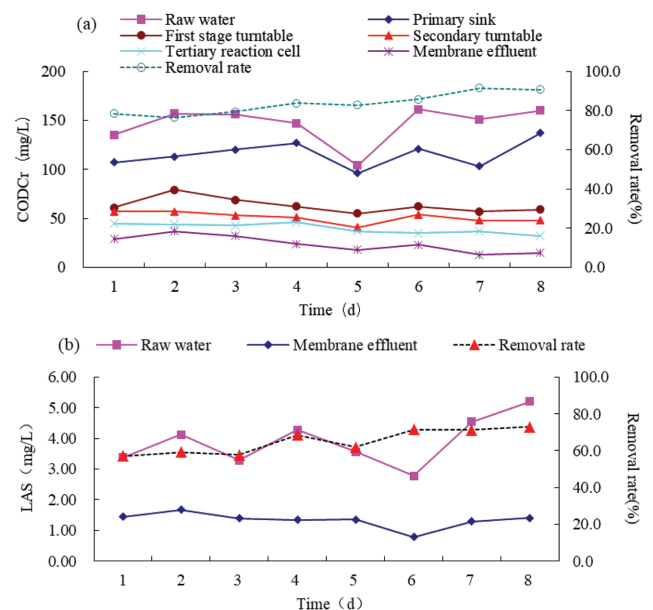 (a)
Raw water
Primary sink
First stage turntable
Secondary turntable
Tertiary reaction cell
Membrane effluent
Removal rate
200
150
100
50
0
CODCr (mg/L)
100.0
80.0
60.0
40.0
20.0
0.0
Removal rate(%)
1 2 3 4 5 6 7 8
Time (d)
(b)
Raw water
Membrane effluent
Removal rate
6.00
5.00
4.00
3.00
2.00
1.00
0.00
LAS (mg/L)
100.0
80.0
60.0
40.0
20.0
0.0
Removal rate(%)
1 2 3 4 5 6 7 8
Time (d)